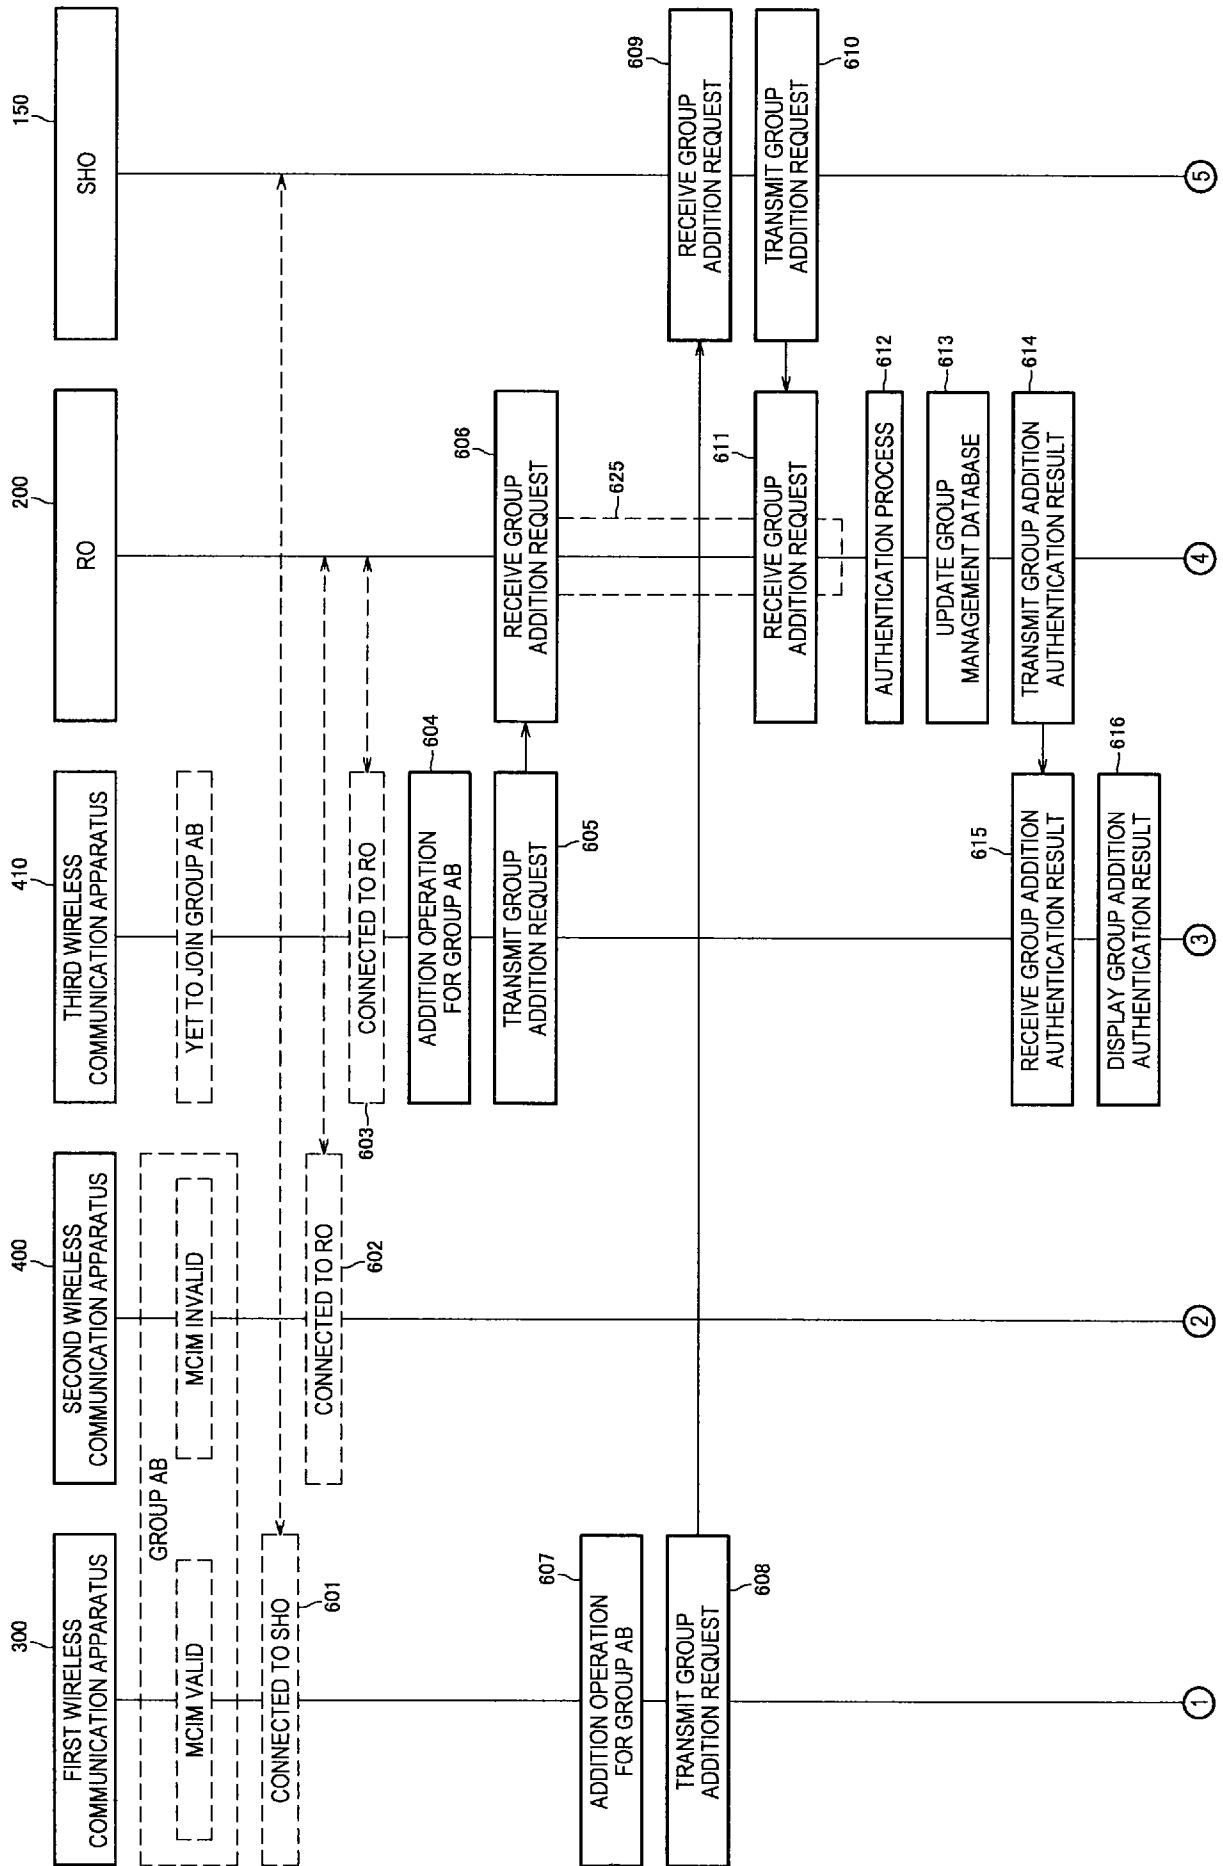 300
FIRST WIRELESS
COMMUNICATION APPARATUS
400
SECOND WIRELESS
COMMUNICATION APPARATUS
410
THIRD WIRELESS
COMMUNICATION APPARATUS
200
RO
150
SHO
GROUP AB
MCIM VALID
MCIM INVALID
YET TO JOIN GROUP AB
CONNECTED TO SHO
601
CONNECTED TO RO
602
CONNECTED TO RO
603
ADDITION OPERATION
FOR GROUP AB
604
TRANSMIT GROUP
ADDITION REQUEST
605
RECEIVE GROUP
ADDITION REQUEST
606
625
ADDITION OPERATION
FOR GROUP AB
607
TRANSMIT GROUP
ADDITION REQUEST
608
RECEIVE GROUP
ADDITION REQUEST
609
TRANSMIT GROUP
ADDITION REQUEST
610
RECEIVE GROUP
ADDITION REQUEST
611
AUTHENTICATION PROCESS
612
UPDATE GROUP
MANAGEMENT DATABASE
613
TRANSMIT GROUP ADDITION
AUTHENTICATION RESULT
614
RECEIVE GROUP ADDITION
AUTHENTICATION RESULT
615
DISPLAY GROUP ADDITION
AUTHENTICATION RESULT
616
1
2
3
4
5